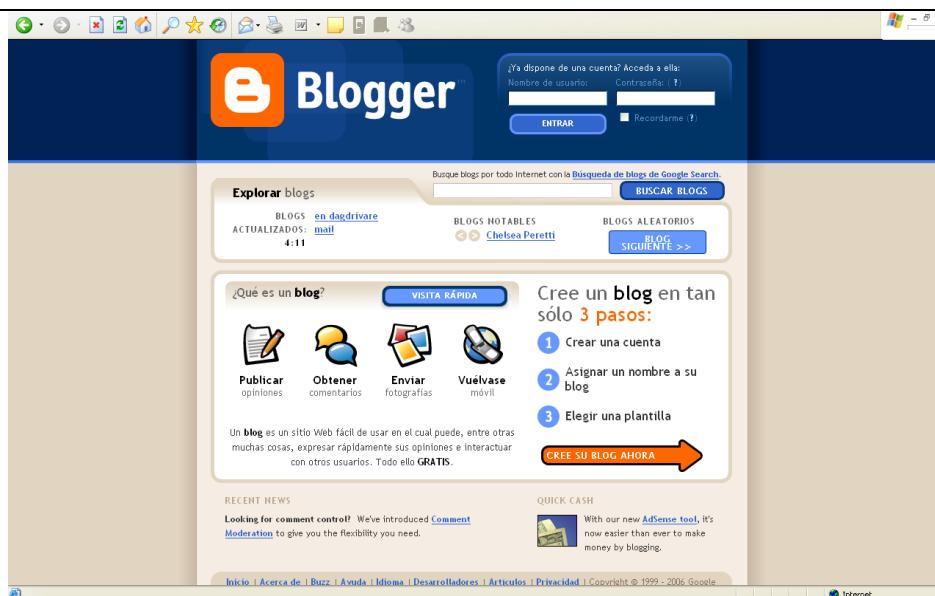 Blogger™
¿Ya dispone de una cuenta? Acceda a ella:
Nombre de usuario: Contraseña: ( ? )
ENTRAR Recordarme (?)
Busque blogs por todo Internet con la Búsqueda de blogs de Google Search.
Explorar blogs
BUSCAR BLOGS
BLOGS ACTUALIZADOS:
4:11
en dagdrivare
mail
BLOGS NOTABLES
Chelsea Peretti
BLOGS ALEATORIOS
BLOG
SIGUIENTE >>
¿Qué es un blog?
VISITA RÁPIDA
Publicar
opiniones
Obtener
comentarios
Enviar
fotografías
Vuélvase
móvil
Un blog es un sitio Web fácil de usar en el cual puede, entre otras
muchas cosas, expresar rápidamente sus opiniones e interactuar
con otros usuarios. Todo ello GRATIS.
Cree un blog en tan
sólo 3 pasos:
1 Crear una cuenta
2 Asignar un nombre a su
blog
3 Elegir una plantilla
CREE SU BLOG AHORA
RECENT NEWS
Looking for comment control? We've introduced Comment
Moderation to give you the flexibility you need.
QUICK CASH
With our new AdSense tool, it's
now easier than ever to make
money by blogging.
Inicio | Acerca de | Buzz | Ayuda | Idioma | Desarrolladores | Artículos | Privacidad | Copyright © 1999 - 2006 Google
Internet